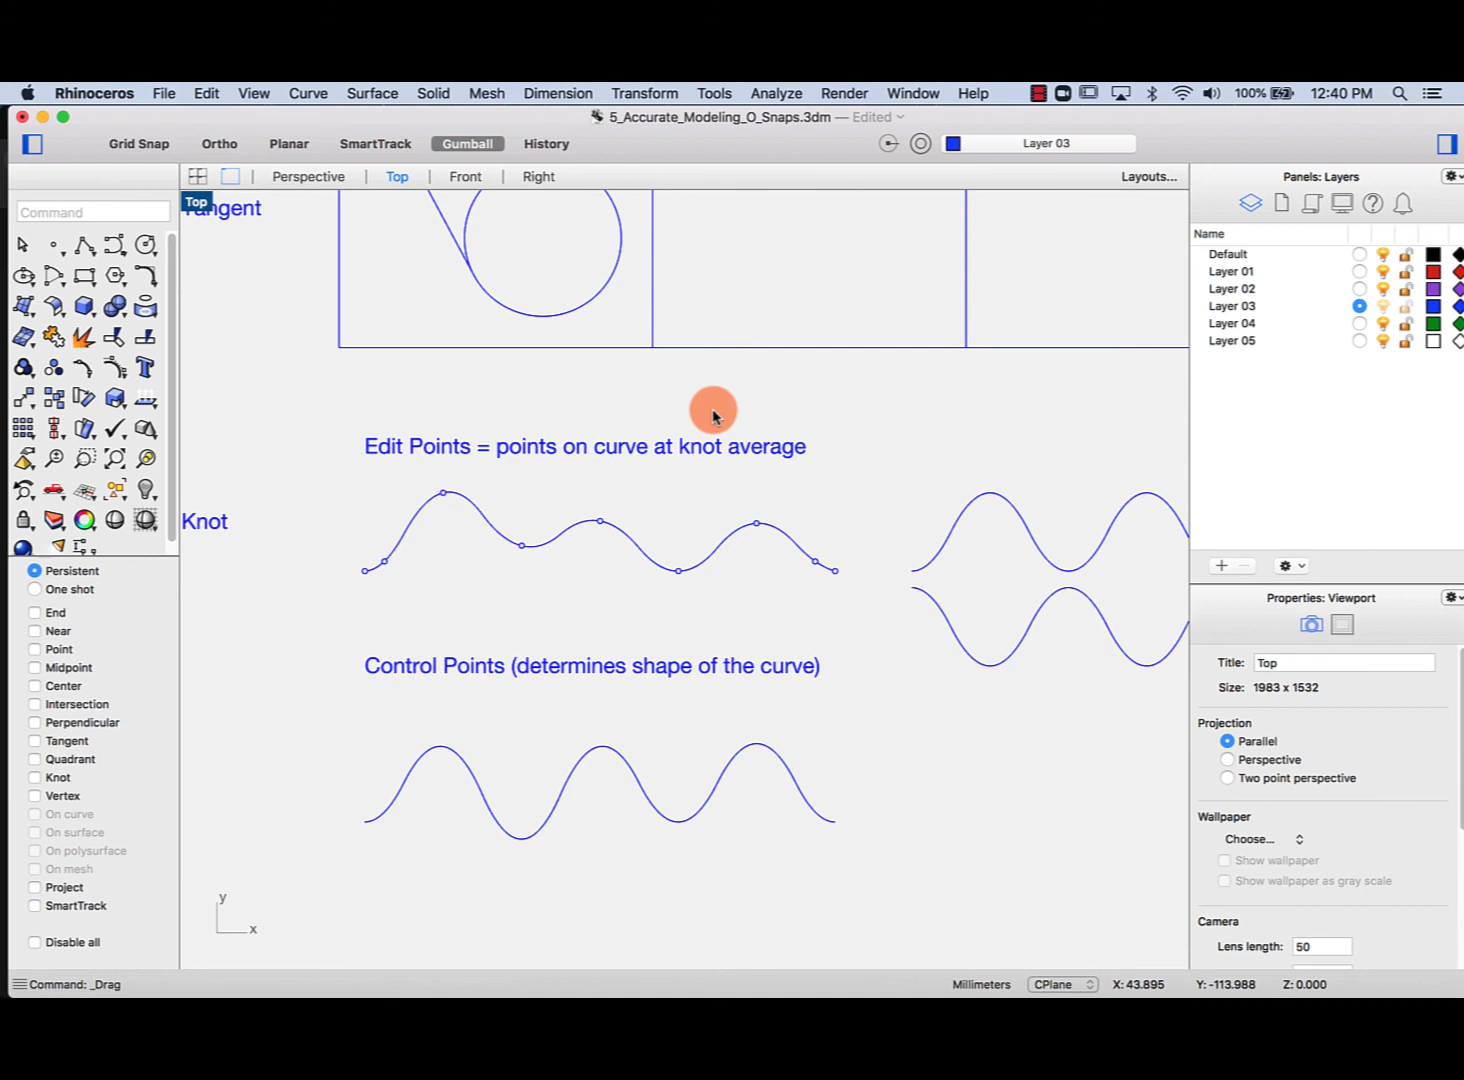 Rhinoceros File Edit View Curve Surface Solid Mesh Dimension Transform Tools Analyze Render Window Help 100% 12:40 PM
5_Accurate_Modeling_O_Snaps.3dm — Edited
Grid Snap Ortho Planar SmartTrack Gumball History Layer 03
Perspective Top Front Right Layouts... Panels: Layers
Top
Tangent
Command
Name
Default
Layer 01
Layer 02
Layer 03
Layer 04
Layer 05
Edit Points = points on curve at knot average
Knot
Control Points (determines shape of the curve)
y
x
Persistent
One shot
End
Near
Point
Midpoint
Center
Intersection
Perpendicular
Tangent
Quadrant
Knot
Vertex
On curve
On surface
On polysurface
On mesh
Project
SmartTrack
Disable all
Properties: Viewport
Title: Top
Size: 1983 x 1532
Projection
Parallel
Perspective
Two point perspective
Wallpaper
Choose...
Show wallpaper
Show wallpaper as gray scale
Camera
Lens length: 50
Command: _Drag Millimeters CPlane X: 43.895 Y: -113.988 Z: 0.000